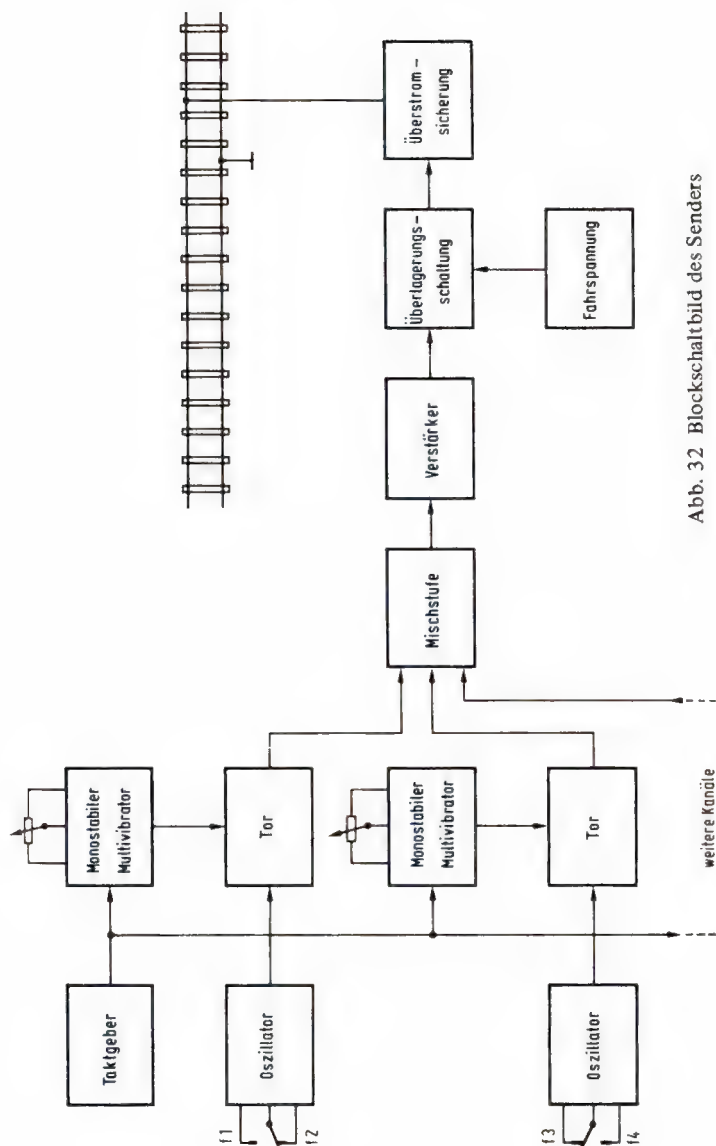 Taktgeber
Monostabiler
Multivibrator
f1
f2
Oszillator
Tor
Monostabiler
Multivibrator
f3
f4
Oszillator
Tor
weitere Kanäle
Mischstufe
Verstärker
Überlagerungs-
schaltung
Fahrspannung
Überstrom-
sicherung
Abb. 32 Blockschaltbild des Senders